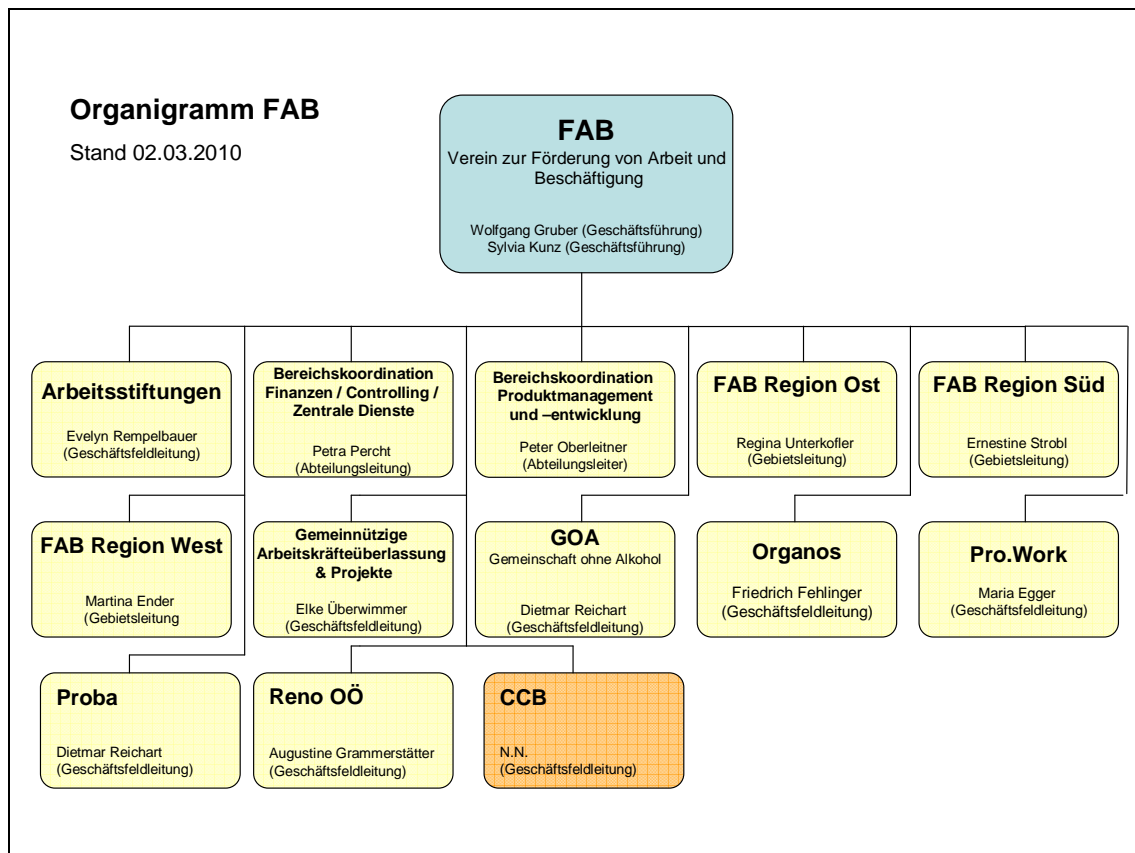 Organigramm FAB
Stand 02.03.2010
FAB
Verein zur Förderung von Arbeit und
Beschäftigung
Wolfgang Gruber (Geschäftsführung)
Sylvia Kunz (Geschäftsführung)
Arbeitsstiftungen
Evelyn Rempelbauer
(Geschäftsfeldleitung)
Bereichskoordination
Finanzen / Controlling /
Zentrale Dienste
Petra Percht
(Abteilungsleitung)
Bereichskoordination
Produktmanagement
und –entwicklung
Peter Oberleitner
(Abteilungsleiter)
FAB Region Ost
Regina Unterkofler
(Gebietsleitung)
FAB Region Süd
Ernestine Strobl
(Gebietsleitung)
FAB Region West
Martina Ender
(Gebietsleitung
Gemeinnützige
Arbeitskräfteüberlassung
& Projekte
Elke Überwimmer
(Geschäftsfeldleitung)
GOA
Gemeinschaft ohne Alkohol
Dietmar Reichart
(Geschäftsfeldleitung)
Organos
Friedrich Fehlinger
(Geschäftsfeldleitung)
Pro.Work
Maria Egger
(Geschäftsfeldleitung)
Proba
Dietmar Reichart
(Geschäftsfeldleitung)
Reno OÖ
Augustine Grammerstätter
(Geschäftsfeldleitung)
CCB
N.N.
(Geschäftsfeldleitung)